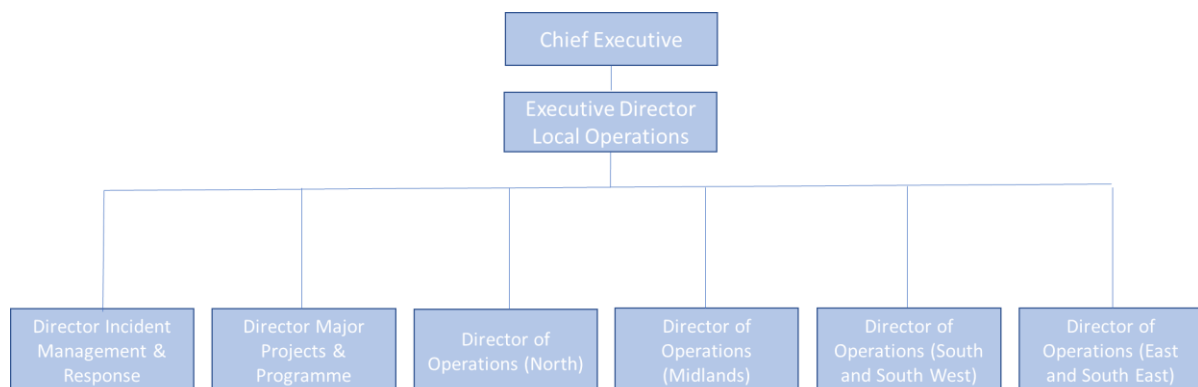 Chief Executive
Executive Director
Local Operations
Director Incident
Management &
Response
Director Major
Projects &
Programme
Director of
Operations (North)
Director of
Operations
(Midlands)
Director of
Operations (South
and South West)
Director of
Operations (East
and South East)